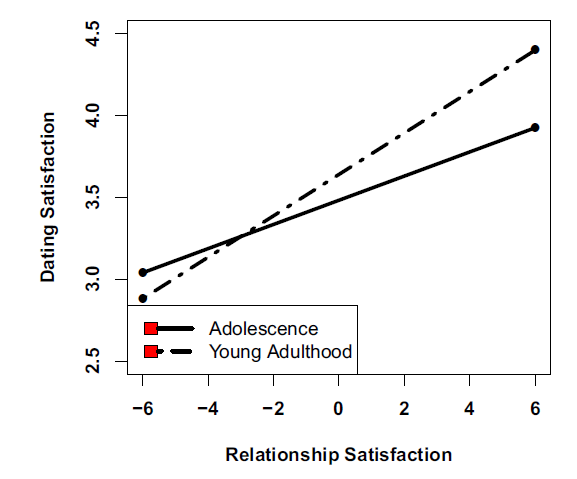 4.5
4.0
3.5
3.0
2.5
Dating Satisfaction
Adolescence
Young Adulthood
−6 −4 −2 0 2 4 6
Relationship Satisfaction